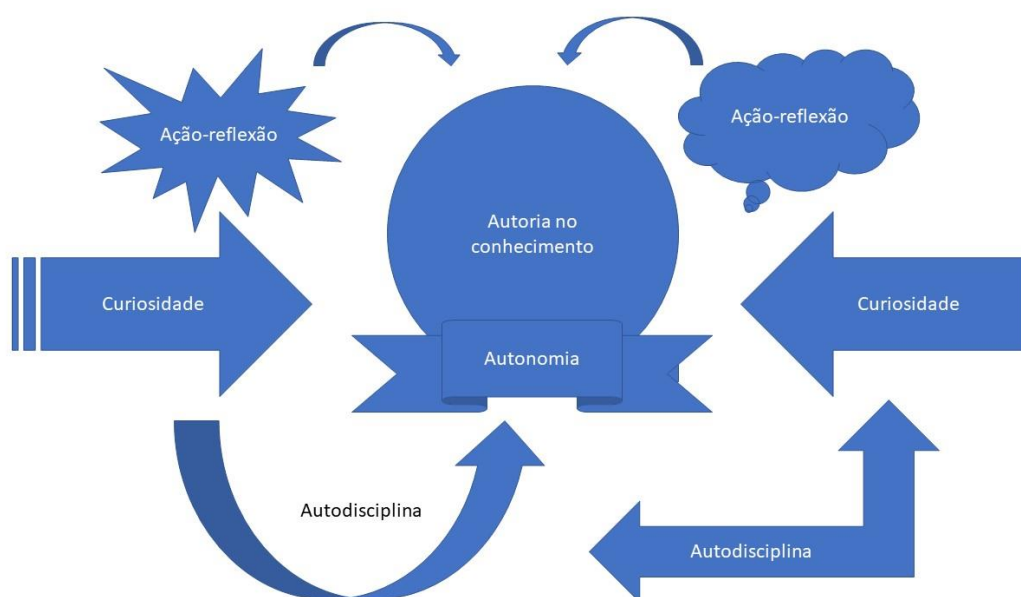 Ação-reflexão
Ação-reflexão
Autoria no
conhecimento
Curiosidade
Curiosidade
Autonomia
Autodisciplina
Autodisciplina